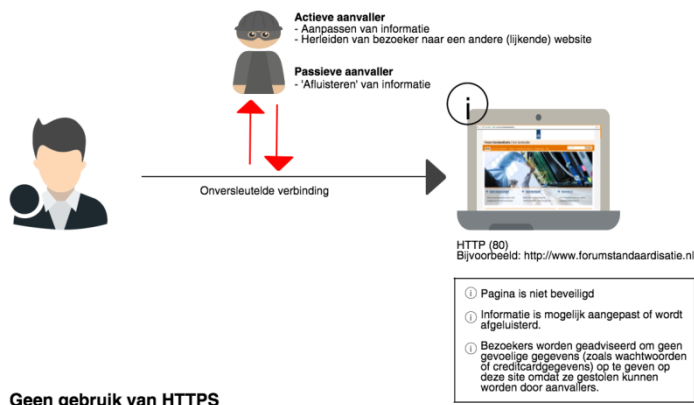 Actieve aanvaller
- Aanpassen van informatie
- Herleiden van bezoeker naar een andere (lijkende) website
Passieve aanvaller
- 'Afluisteren' van informatie
i
Onversleutelde verbinding
HTTP (80)
Bijvoorbeeld: http://www.forumstandaardisatie.nl
i Pagina is niet beveiligd
i Informatie is mogelijk aangepast of wordt
afgeluisterd.
i Bezoekers worden geadviseerd om geen
gevoelige gegevens (zoals wachtwoorden
of creditcardgegevens) op te geven op
deze site omdat ze gestolen kunnen
worden door aanvallers.
Geen gebruik van HTTPS